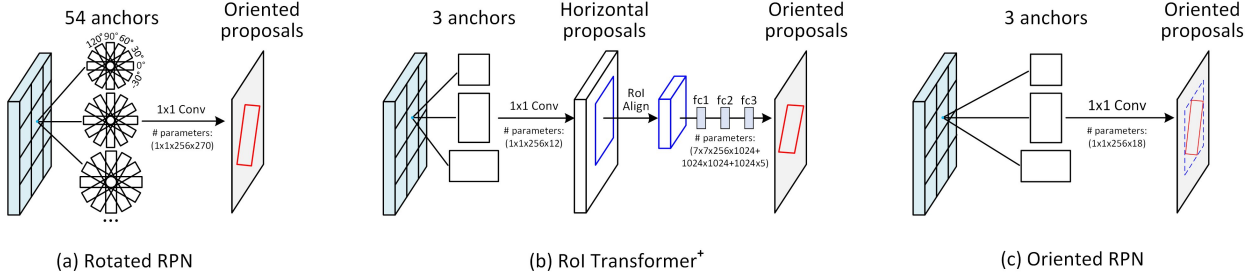 54 anchors
Oriented
proposals
120° 90° 60° 30° 0° -30°
1x1 Conv
# parameters:
(1x1x256x270)
...
(a) Rotated RPN
3 anchors
Horizontal
proposals
Oriented
proposals
1x1 Conv
# parameters:
(1x1x256x12)
RoI
Align
fc1 fc2 fc3
# parameters:
(7x7x256x1024+
1024x1024+1024x5)
(b) RoI Transformer+
3 anchors
Oriented
proposals
1x1 Conv
# parameters:
(1x1x256x18)
(c) Oriented RPN